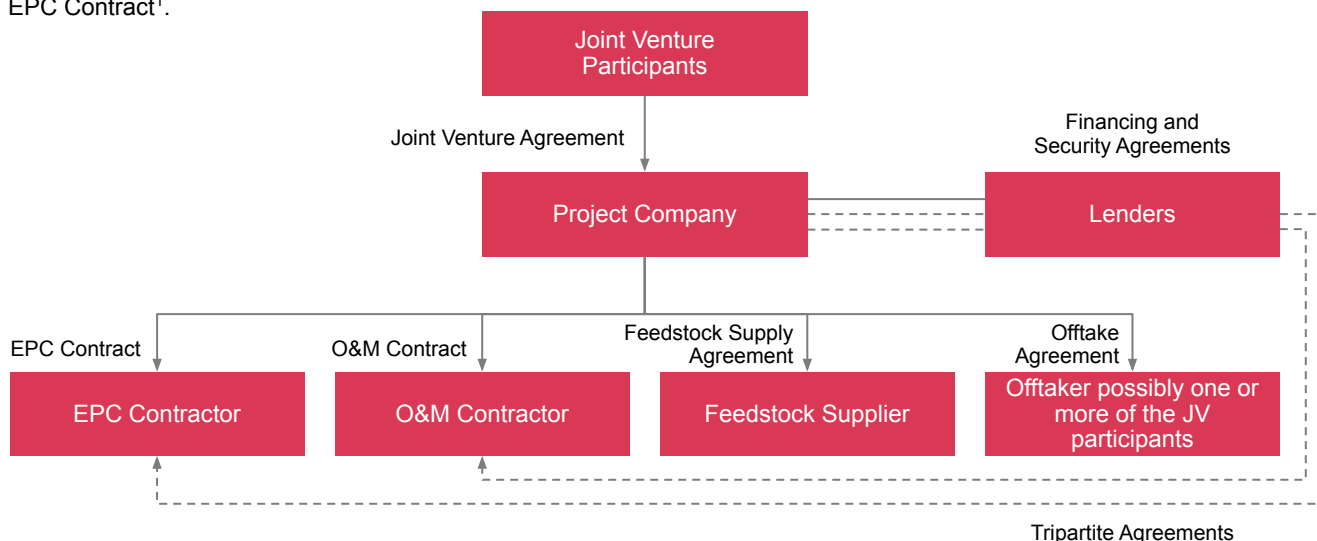 EPC Contract¹.
Joint Venture
Participants
Joint Venture Agreement
Financing and
Security Agreements
Project Company
Lenders
EPC Contract
O&M Contract
Feedstock Supply
Agreement
Offtake
Agreement
EPC Contractor
O&M Contractor
Feedstock Supplier
Offtaker possibly one or
more of the JV
participants
Tripartite Agreements